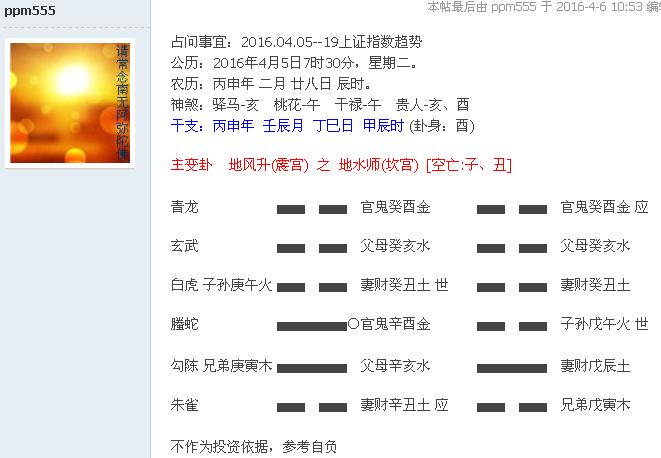 ppm555
本帖最后由 ppm555 于 2016-4-6 10:53 编
请常念南无阿弥陀佛
占问事宜：2016.04.05--19上证指数趋势
公历：2016年4月5日7时30分，星期二。
农历：丙申年 二月 廿八日 辰时。
神煞：驿马-亥 桃花-午 干禄-午 贵人-亥、酉
干支：丙申年 壬辰月 丁巳日 甲辰时 (卦身：酉)
主变卦 地风升(震宫) 之 地水师(坎宫) [空亡:子、丑]
青龙 官鬼癸酉金 官鬼癸酉金 应
玄武 父母癸亥水 父母癸亥水
白虎 子孙庚午火 妻财癸丑土 世 妻财癸丑土
螣蛇 ○官鬼辛酉金 子孙戊午火 世
勾陈 兄弟庚寅木 父母辛亥水 妻财戊辰土
朱雀 妻财辛丑土 应 兄弟戊寅木
不作为投资依据，参考自负